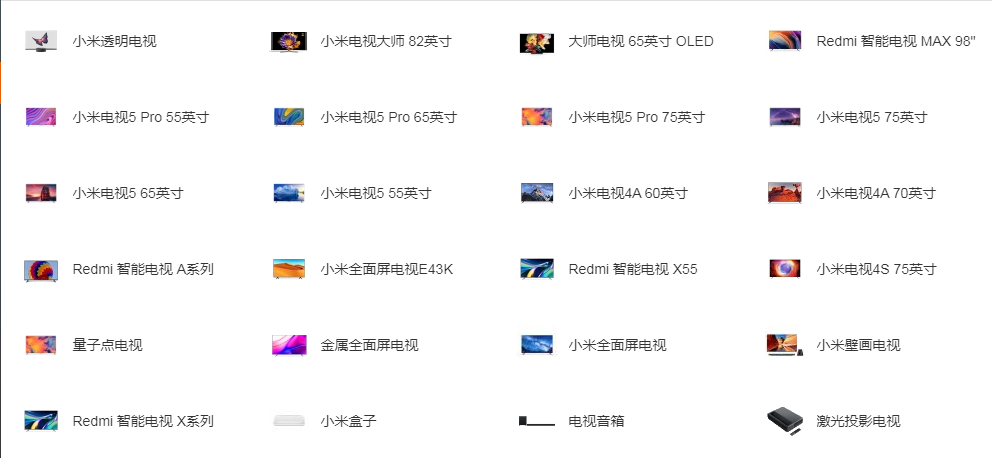 小米透明电视
小米电视大师 82英寸
大师电视 65英寸 OLED
Redmi 智能电视 MAX 98"
小米电视5 Pro 55英寸
小米电视5 Pro 65英寸
小米电视5 Pro 75英寸
小米电视5 75英寸
小米电视5 65英寸
小米电视5 55英寸
小米电视4A 60英寸
小米电视4A 70英寸
Redmi 智能电视 A系列
小米全面屏电视E43K
Redmi 智能电视 X55
小米电视4S 75英寸
量子点电视
金属全面屏电视
小米全面屏电视
小米壁画电视
Redmi 智能电视 X系列
小米盒子
电视音箱
激光投影电视